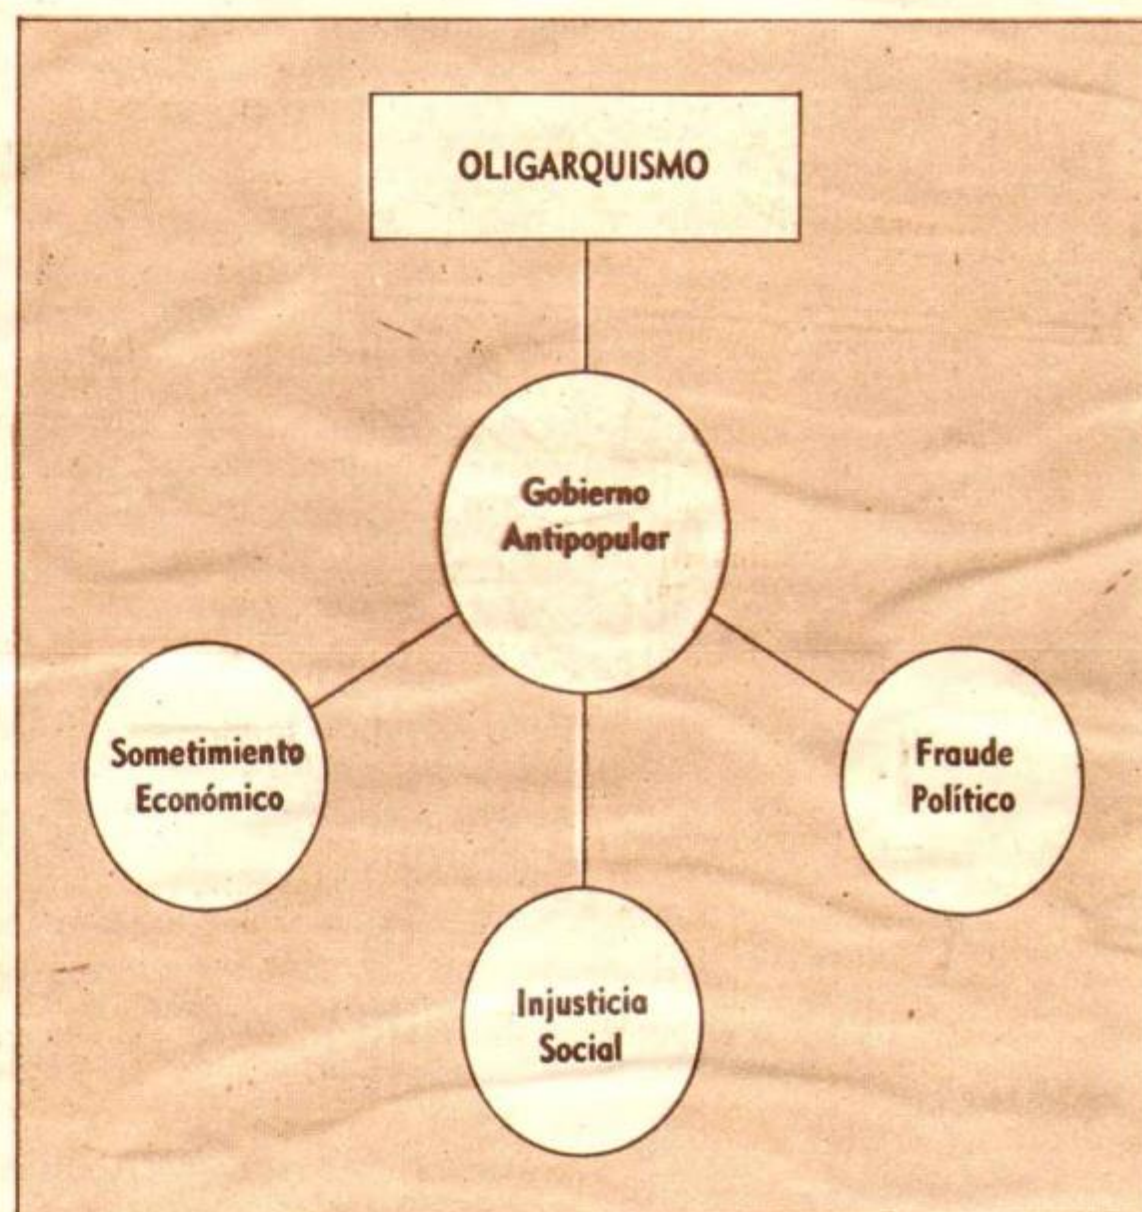 OLIGARQUISMO
Gobierno
Antipopular
Sometimiento
Económico
Fraude
Político
Injusticia
Social